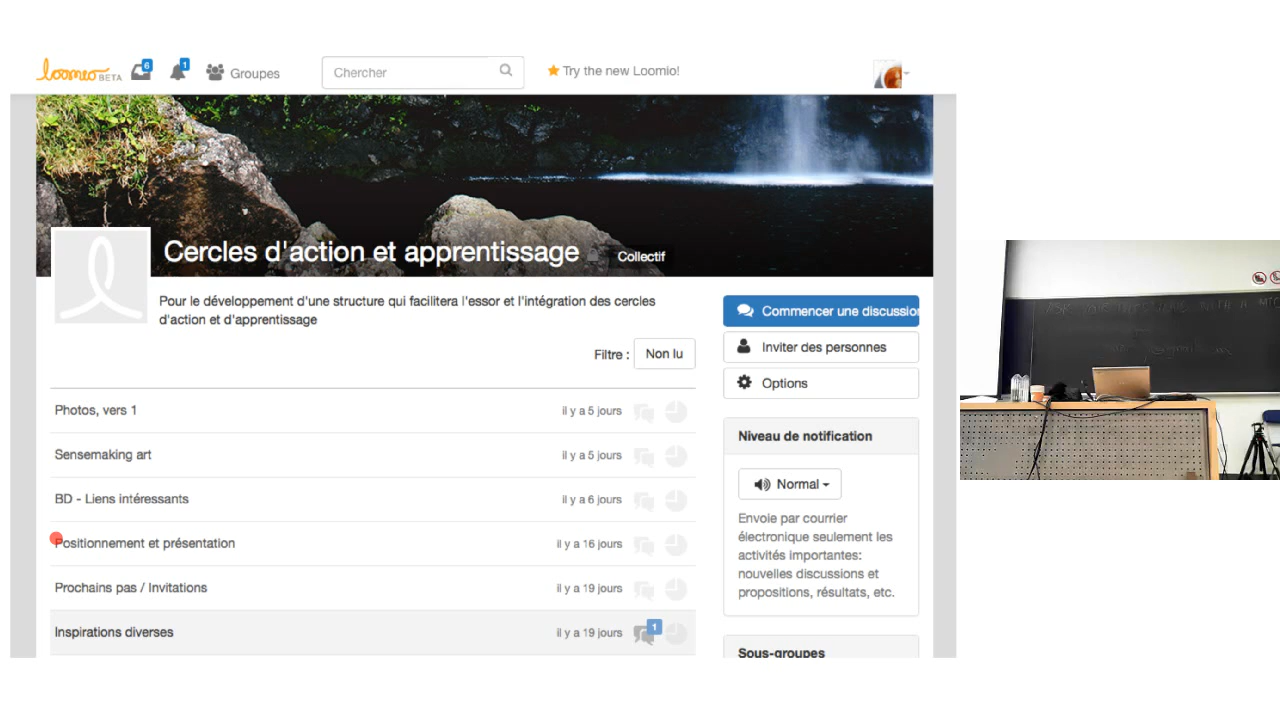 loomio BETA 6 1 Groupes Chercher Try the new Loomio!
Cercles d'action et apprentissage Collectif
Pour le développement d'une structure qui facilitera l'essor et l'intégration des cercles
d'action et d'apprentissage
Filtre : Non lu
Photos, vers 1 il y a 5 jours
Sensemaking art il y a 5 jours
BD - Liens intéressants il y a 6 jours
Positionnement et présentation il y a 16 jours
Prochains pas / Invitations il y a 19 jours
Inspirations diverses il y a 19 jours 1
Commencer une discussion
Inviter des personnes
Options
Niveau de notification
Normal
Envoie par courrier
électronique seulement les
activités importantes:
nouvelles discussions et
propositions, résultats, etc.
Sous-groupes